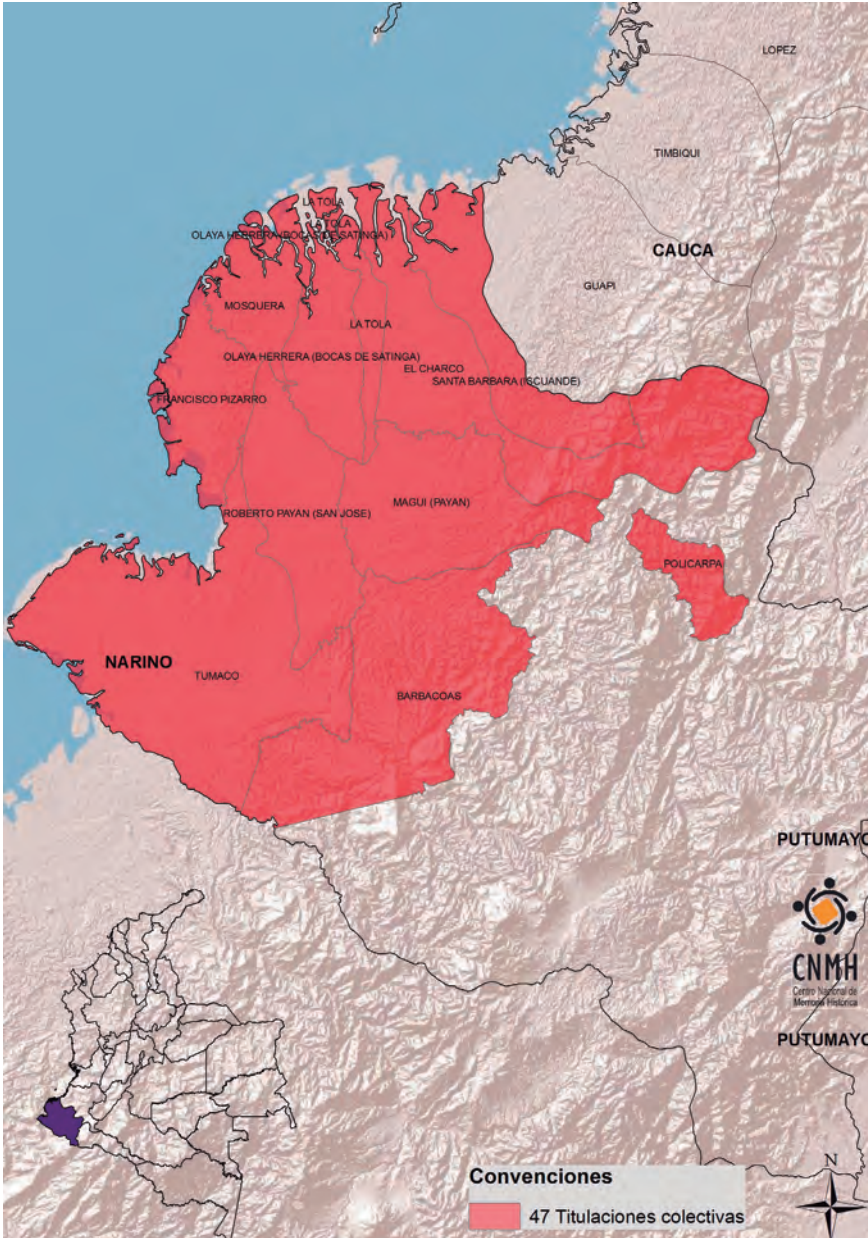 LOPEZ
TIMBIQUI
CAUCA
GUAPI
LA TOLA
LA TOLA
OLAYA HERRERA (BOCAS DE SATINGA)
MOSQUERA
LA TOLA
OLAYA HERRERA (BOCAS DE SATINGA)
EL CHARCO
SANTA BARBARA (ISCUANDE)
FRANCISCO PIZARRO
MAGUI (PAYAN)
ROBERTO PAYAN (SAN JOSE)
POLICARPA
NARINO
TUMACO
BARBACOAS
PUTUMAYO
CNMH
Centro Nacional de
Memoria Histórica
PUTUMAYO
N
Convenciones
47 Titulaciones colectivas